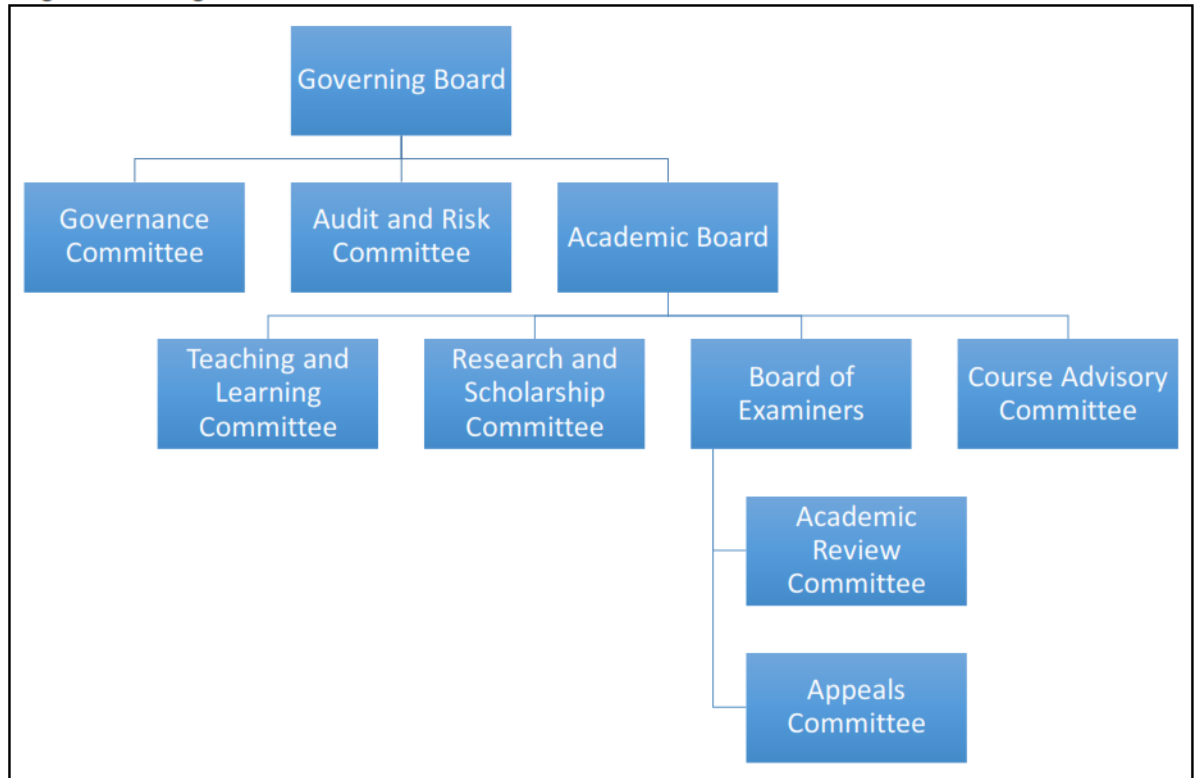 Governing Board
Governance
Committee
Audit and Risk
Committee
Academic Board
Teaching and
Learning
Committee
Research and
Scholarship
Committee
Board of
Examiners
Course Advisory
Committee
Academic
Review
Committee
Appeals
Committee